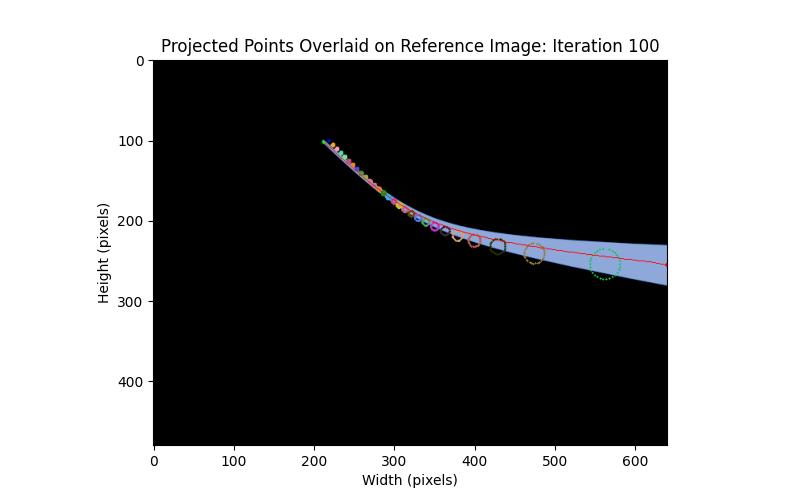 Projected Points Overlaid on Reference Image: Iteration 100
0
100
200
300
400
Height (pixels)
0 100 200 300 400 500 600
Width (pixels)